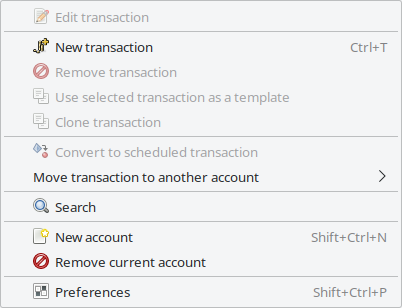 Edit transaction
New transaction Ctrl+T
Remove transaction
Use selected transaction as a template
Clone transaction
Convert to scheduled transaction
Move transaction to another account
Search
New account Shift+Ctrl+N
Remove current account
Preferences Shift+Ctrl+P